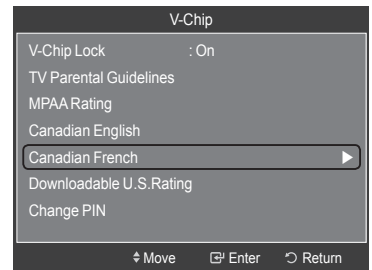 V-Chip
V-Chip Lock : On
TV Parental Guidelines
MPAA Rating
Canadian English
Canadian French
Downloadable U.S.Rating
Change PIN
Move Enter Return